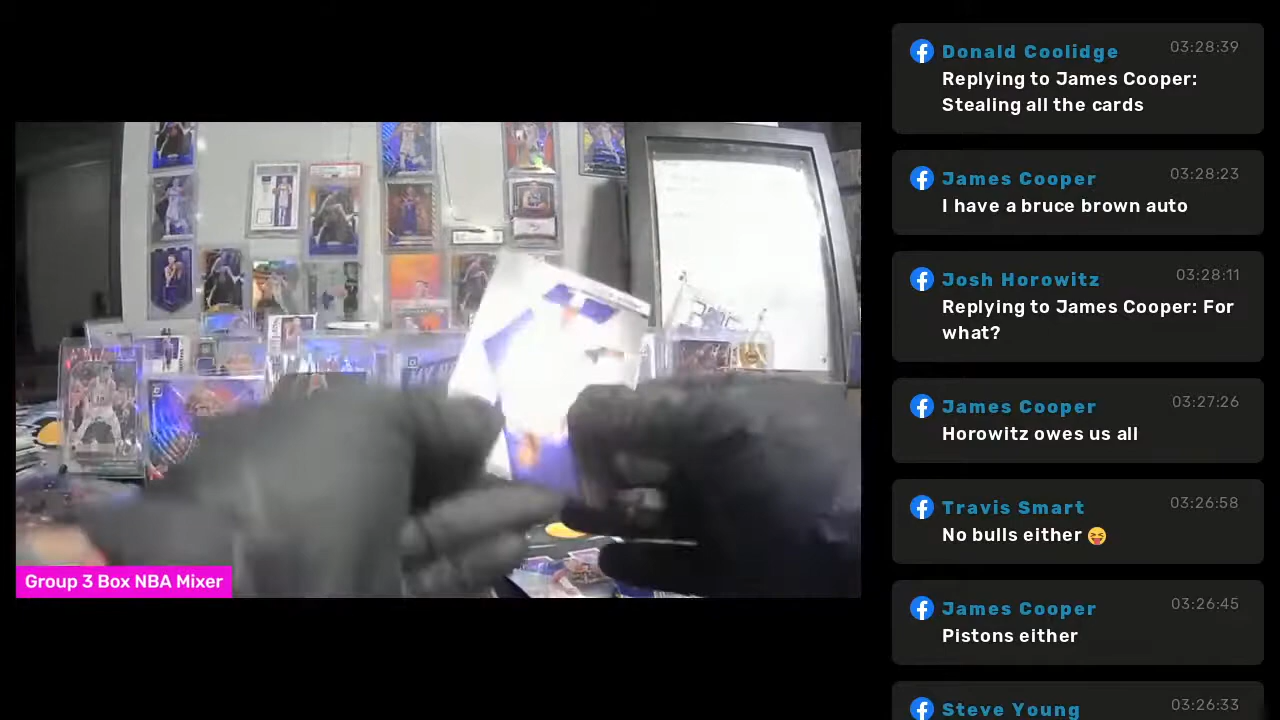 Donald Coolidge
03:28:39
Replying to James Cooper:
Stealing all the cards
James Cooper
03:28:23
I have a bruce brown auto
Josh Horowitz
03:28:11
Replying to James Cooper: For
what?
James Cooper
03:27:26
Horowitz owes us all
Travis Smart
03:26:58
No bulls either 😝
James Cooper
03:26:45
Pistons either
Steve Young
03:26:33
Group 3 Box NBA Mixer